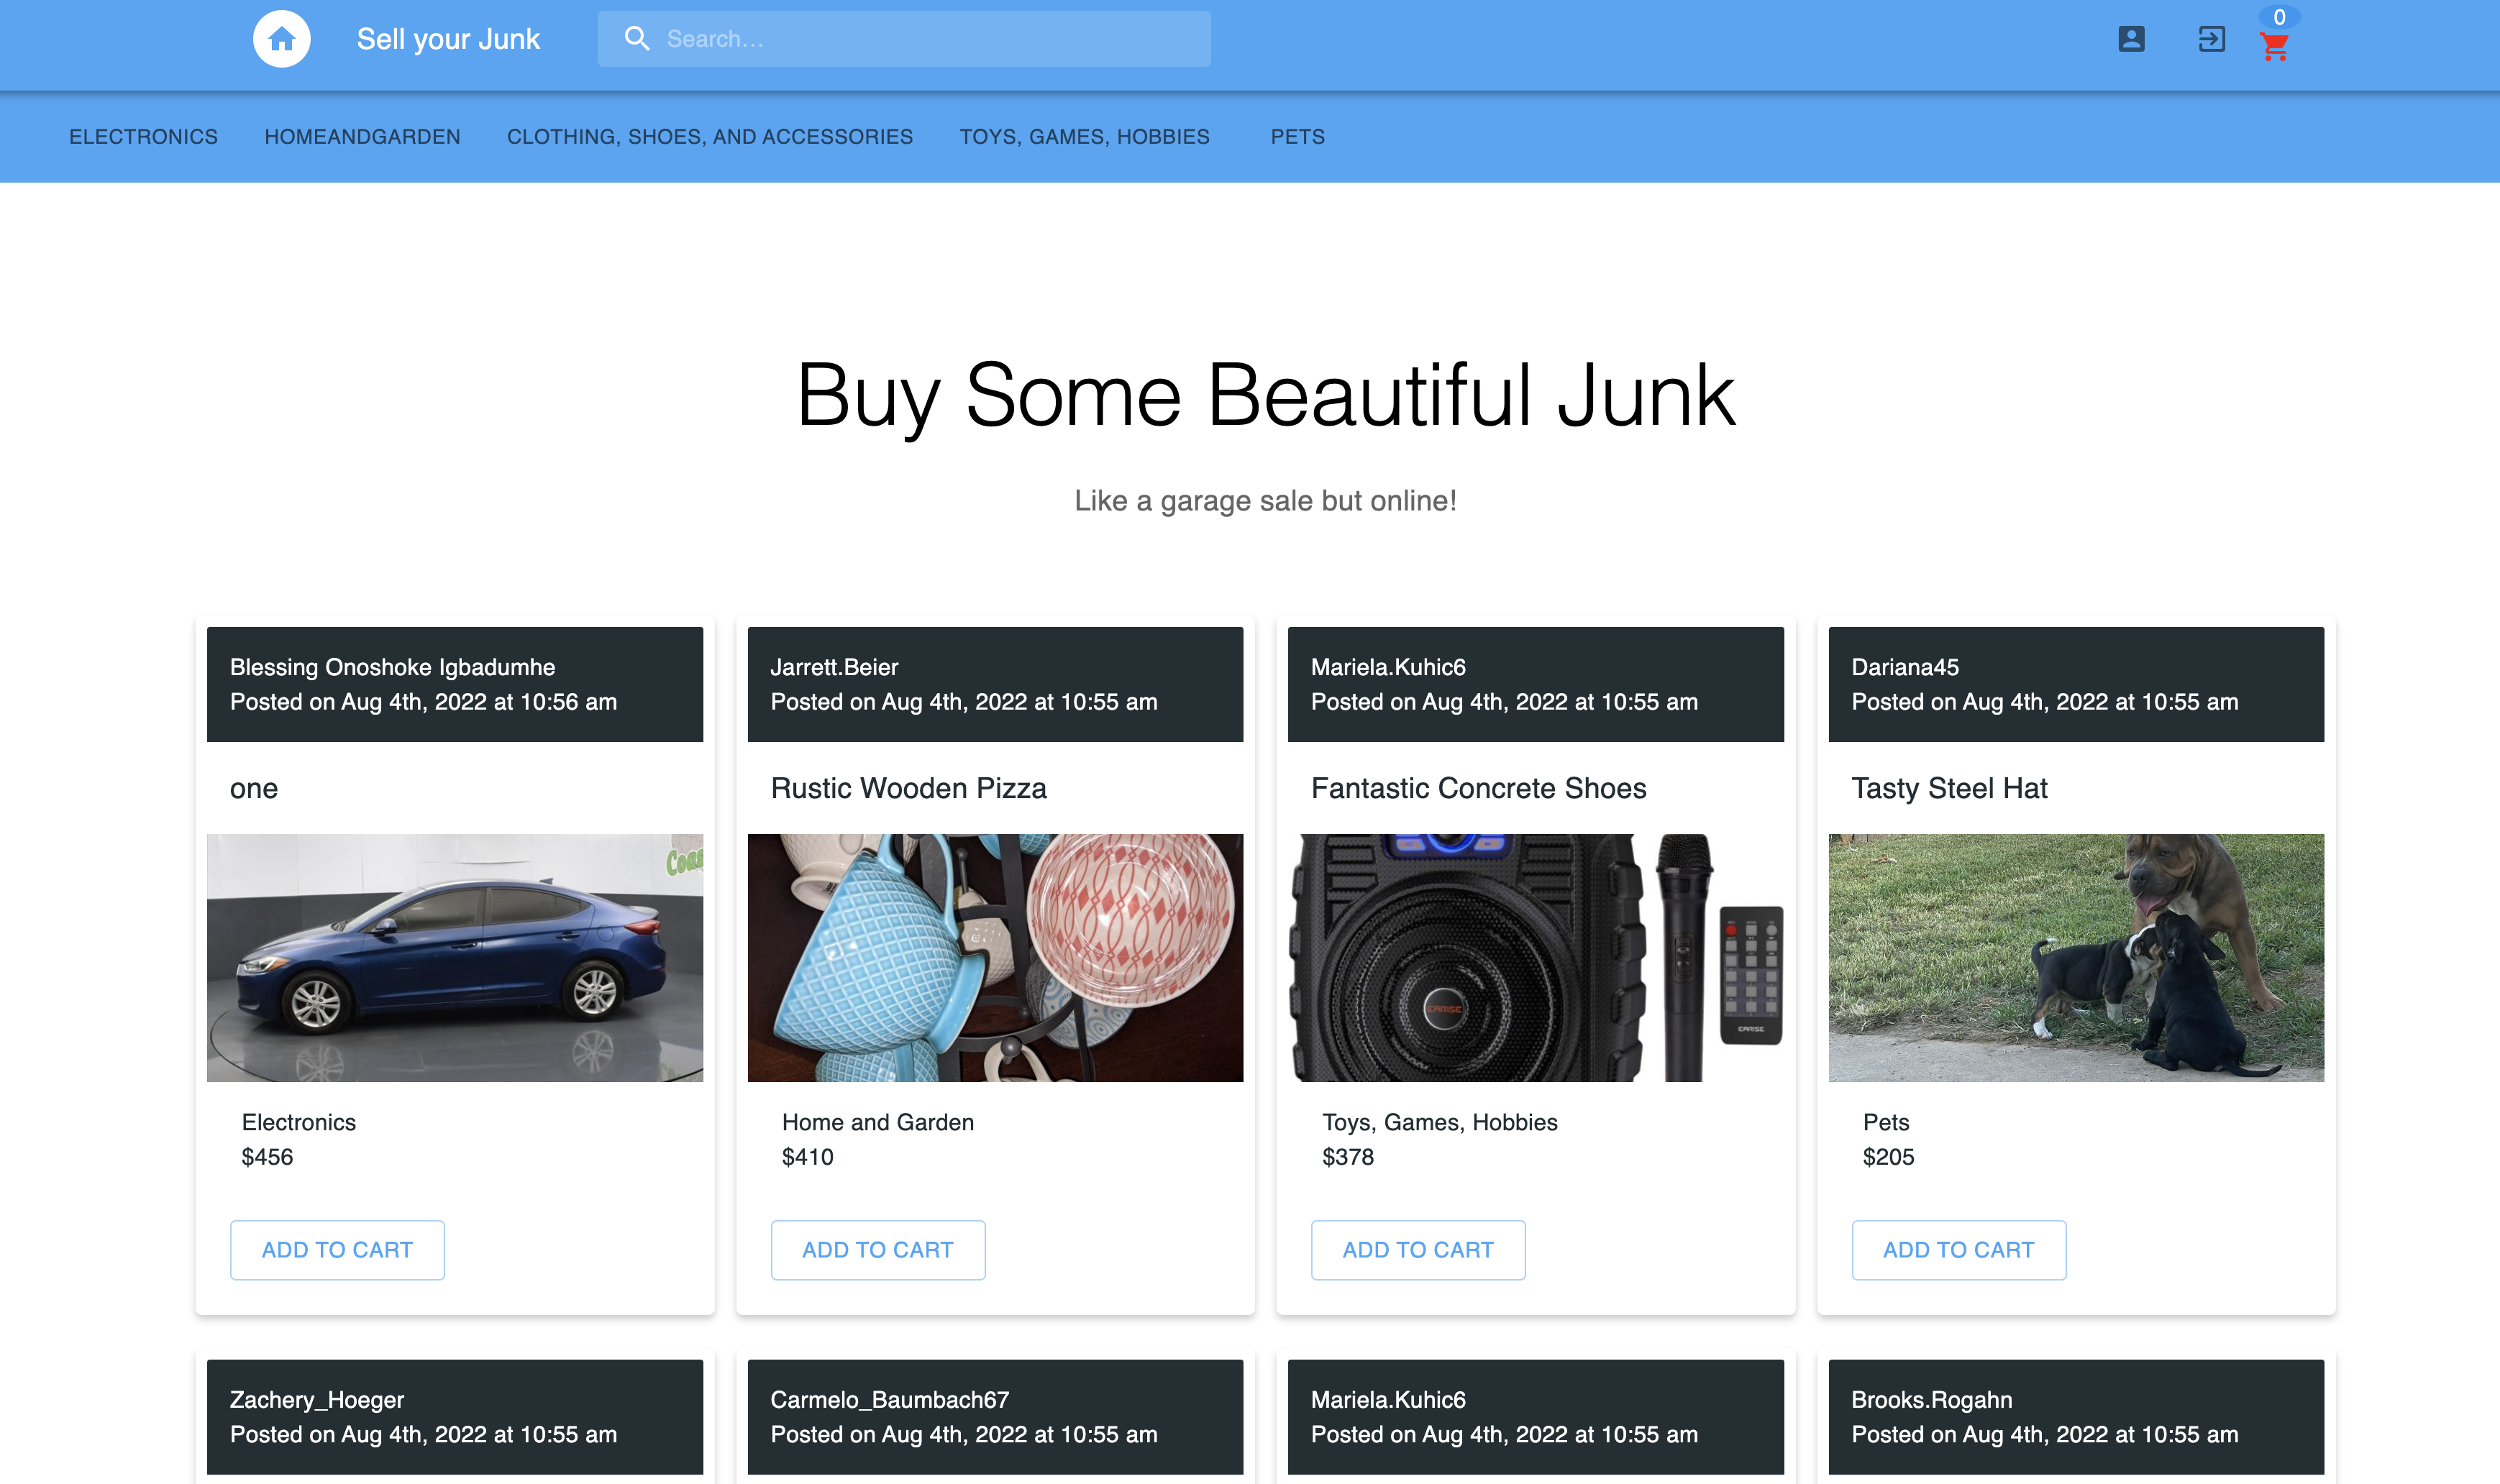 Sell your Junk
Search...
0
ELECTRONICS
HOMEANDGARDEN
CLOTHING, SHOES, AND ACCESSORIES
TOYS, GAMES, HOBBIES
PETS
Buy Some Beautiful Junk
Like a garage sale but online!
Blessing Onoshoke Igbadumhe
Posted on Aug 4th, 2022 at 10:56 am
one
Electronics
$456
ADD TO CART
Jarrett.Beier
Posted on Aug 4th, 2022 at 10:55 am
Rustic Wooden Pizza
Home and Garden
$410
ADD TO CART
Mariela.Kuhic6
Posted on Aug 4th, 2022 at 10:55 am
Fantastic Concrete Shoes
EARISE
EARISE
Toys, Games, Hobbies
$378
ADD TO CART
Dariana45
Posted on Aug 4th, 2022 at 10:55 am
Tasty Steel Hat
Pets
$205
ADD TO CART
Zachery_Hoeger
Posted on Aug 4th, 2022 at 10:55 am
Carmelo_Baumbach67
Posted on Aug 4th, 2022 at 10:55 am
Mariela.Kuhic6
Posted on Aug 4th, 2022 at 10:55 am
Brooks.Rogahn
Posted on Aug 4th, 2022 at 10:55 am